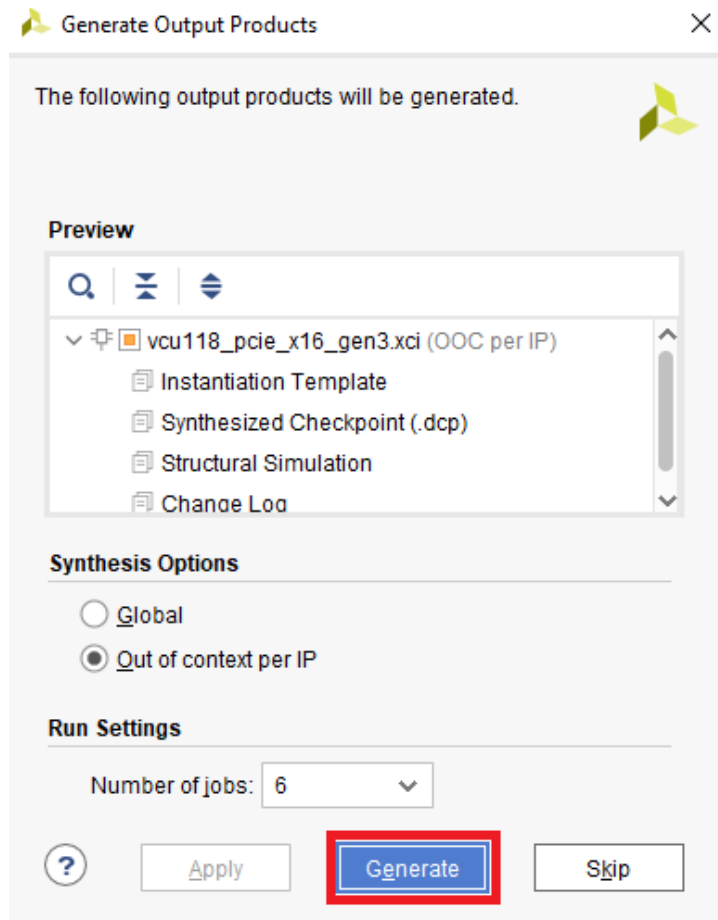 Generate Output Products
The following output products will be generated.
Preview
vcu118_pcie_x16_gen3.xci (OOC per IP)
Instantiation Template
Synthesized Checkpoint (.dcp)
Structural Simulation
Change Log
Synthesis Options
Global
Out of context per IP
Run Settings
Number of jobs: 6
? Apply Generate Skip